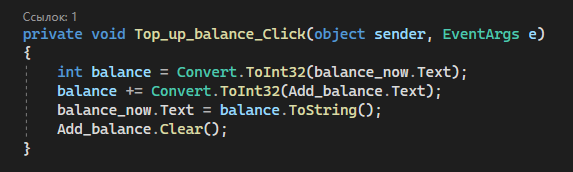 Ссылок: 1
private void Top_up_balance_Click(object sender, EventArgs e)
{
int balance = Convert.ToInt32(balance_now.Text);
balance += Convert.ToInt32(Add_balance.Text);
balance_now.Text = balance.ToString();
Add_balance.Clear();
}